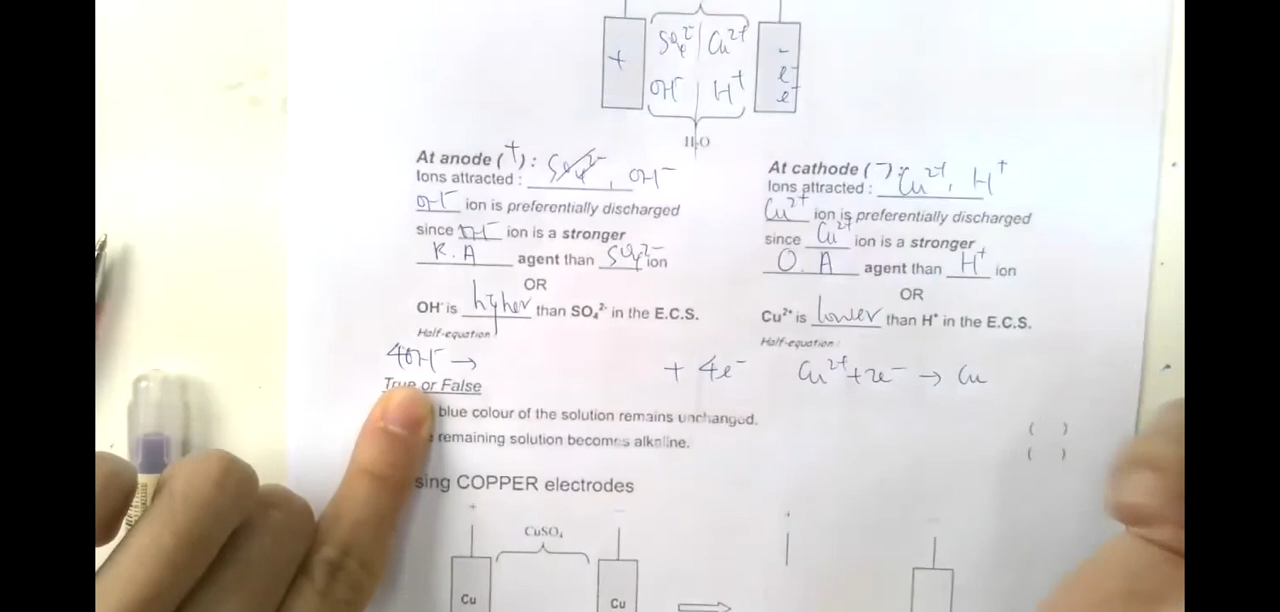 + SO₄²⁻ Cu²⁺ -
OH⁻ H⁺ e⁻
e⁻
H₂O
At anode (+): SO₄²⁻, OH⁻
Ions attracted :
OH⁻ ion is preferentially discharged
since OH⁻ ion is a stronger
R.A agent than SO₄²⁻ ion
OR
OH⁻ is higher than SO₄²⁻ in the E.C.S.
Half-equation
4OH⁻ → + 4e⁻
At cathode (-): Cu²⁺, H⁺
Ions attracted :
Cu²⁺ ion is preferentially discharged
since Cu²⁺ ion is a stronger
O.A agent than H⁺ ion
OR
Cu²⁺ is lower than H⁺ in the E.C.S.
Half-equation :
Cu²⁺ + 2e⁻ → Cu
True or False
blue colour of the solution remains unchanged. ( )
remaining solution becomes alkaline. ( )
sing COPPER electrodes
+ - + -
CuSO₄
Cu Cu